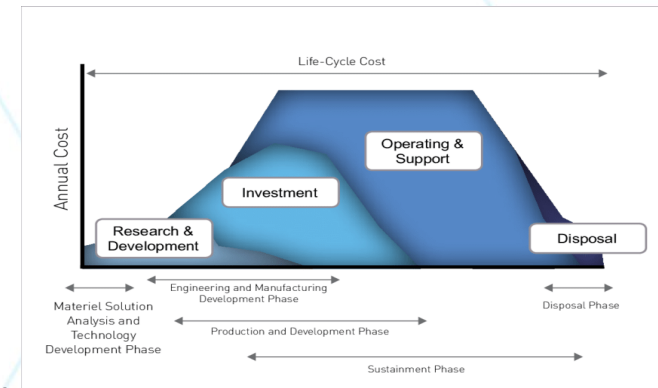 Life-Cycle Cost
Annual Cost
Operating &
Support
Investment
Research &
Development
Disposal
Engineering and Manufacturing
Development Phase
Materiel Solution
Analysis and
Technology
Development Phase
Disposal Phase
Production and Development Phase
Sustainment Phase